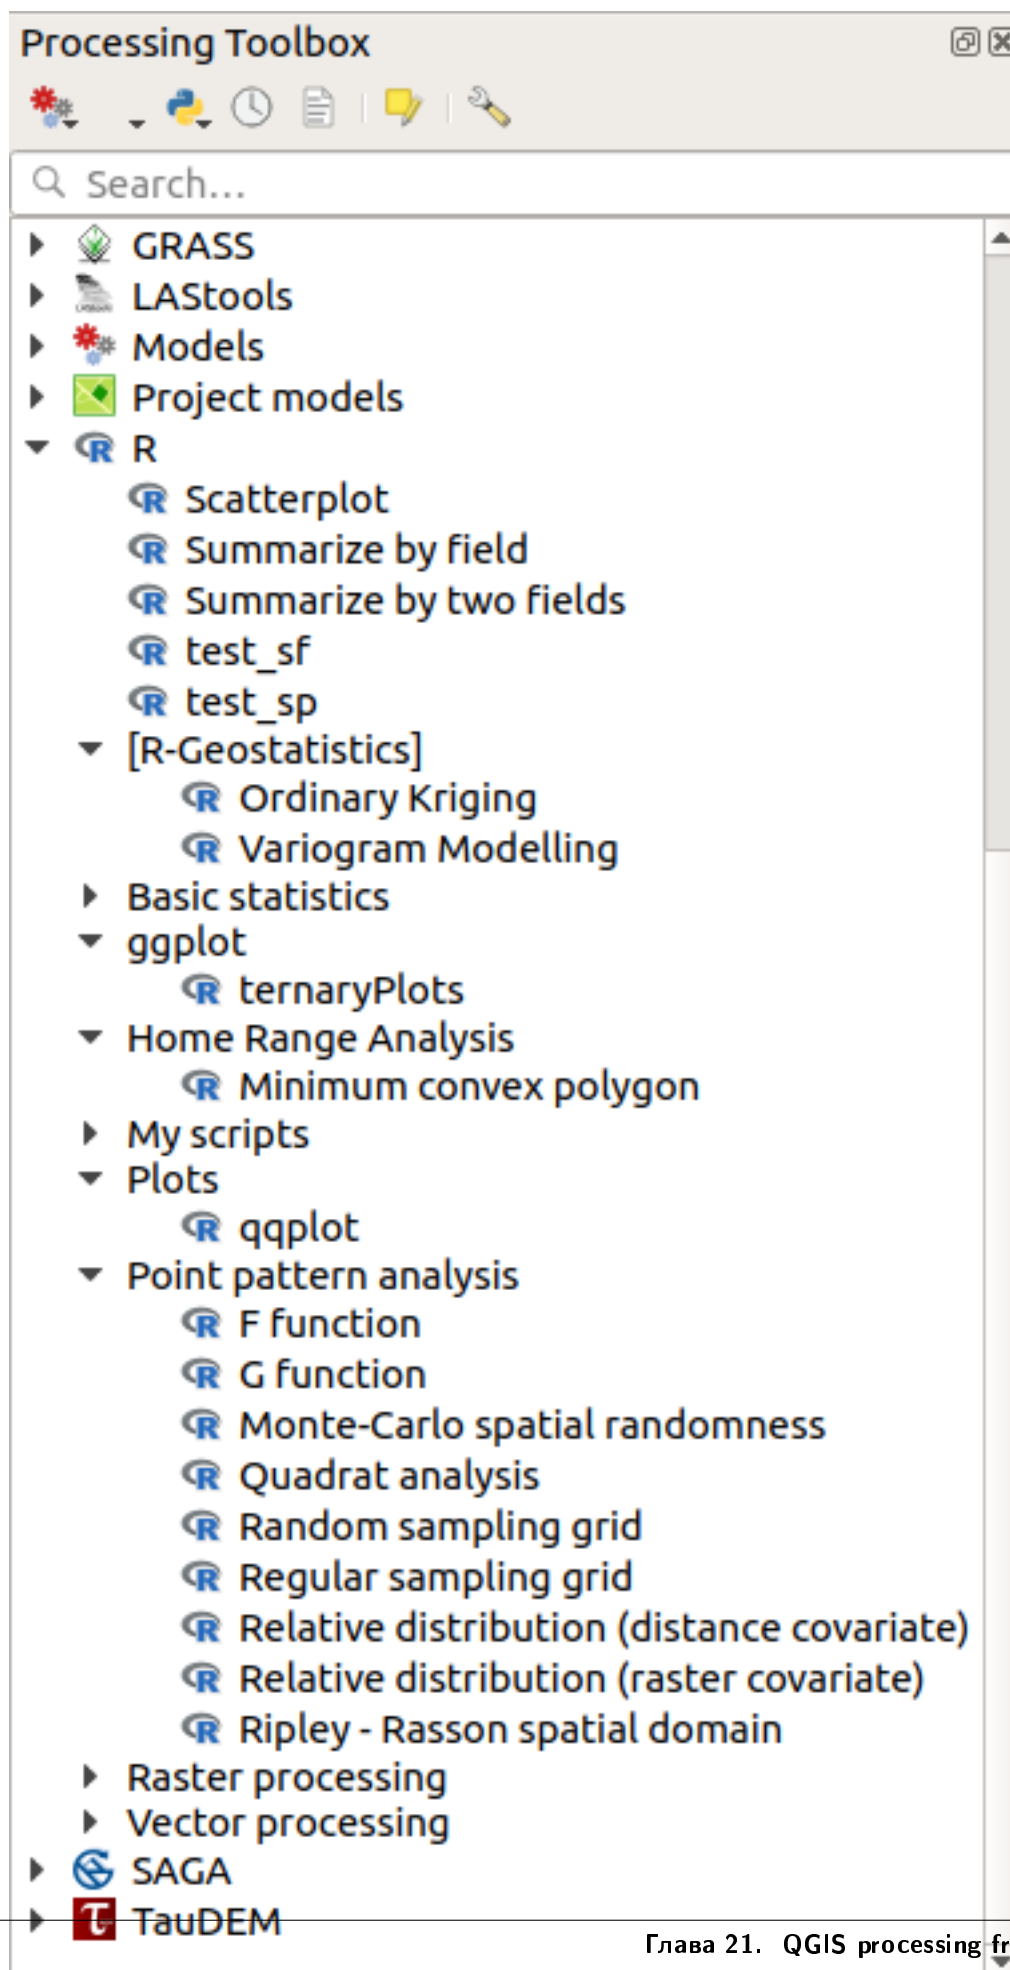 Processing Toolbox
Search...
GRASS
LAStools
Models
Project models
R
Scatterplot
Summarize by field
Summarize by two fields
test_sf
test_sp
[R-Geostatistics]
Ordinary Kriging
Variogram Modelling
Basic statistics
ggplot
ternaryPlots
Home Range Analysis
Minimum convex polygon
My scripts
Plots
qqplot
Point pattern analysis
F function
G function
Monte-Carlo spatial randomness
Quadrat analysis
Random sampling grid
Regular sampling grid
Relative distribution (distance covariate)
Relative distribution (raster covariate)
Ripley - Rasson spatial domain
Raster processing
Vector processing
SAGA
TauDEM
Глава 21. QGIS processing fr